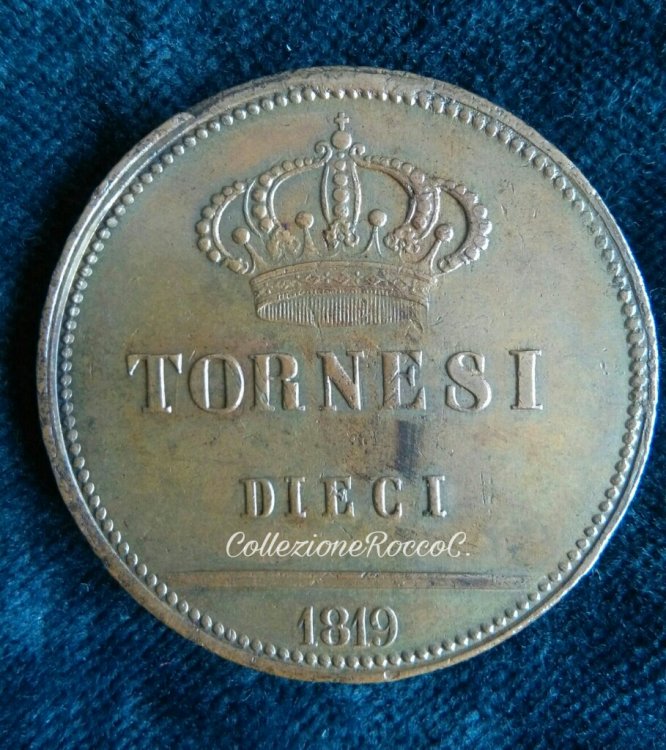 TORNESI
DIECI
CollezioneRoccoC.
1819